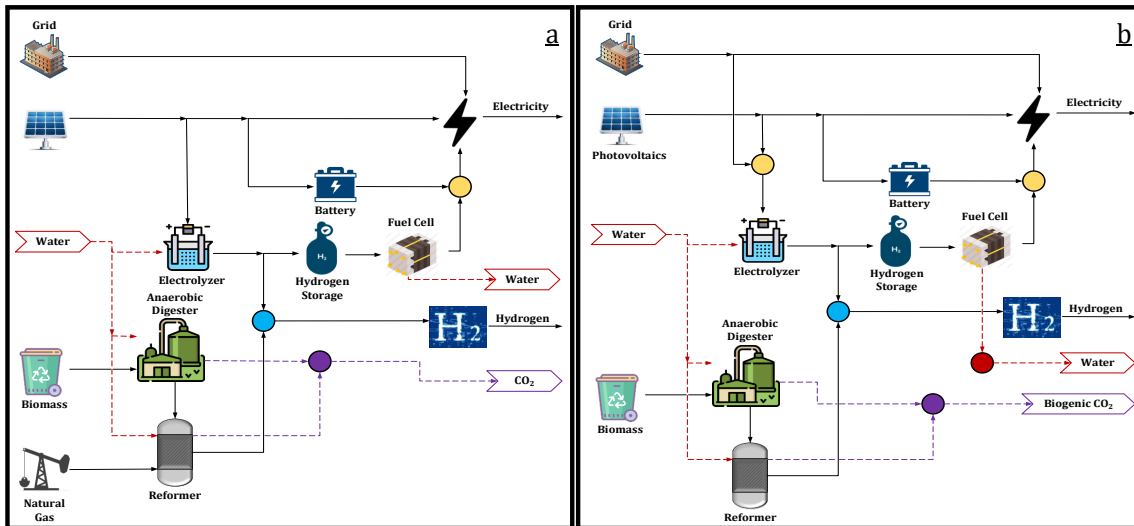 a
Grid
Electricity
Battery
Water
Fuel Cell
H₂
Electrolyzer
Hydrogen
Storage
Water
Anaerobic
Digester
H2
Hydrogen
Biomass
CO₂
Reformer
Natural
Gas
b
Grid
Electricity
Photovoltaics
Battery
Water
Fuel Cell
H₂
Electrolyzer
Hydrogen
Storage
H2
Hydrogen
Anaerobic
Digester
Water
Biomass
Biogenic CO₂
Reformer